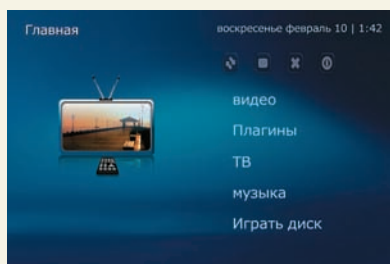 Главная
воскресенье февраль 10 | 1:42
видео
Плагины
ТВ
музыка
Играть диск